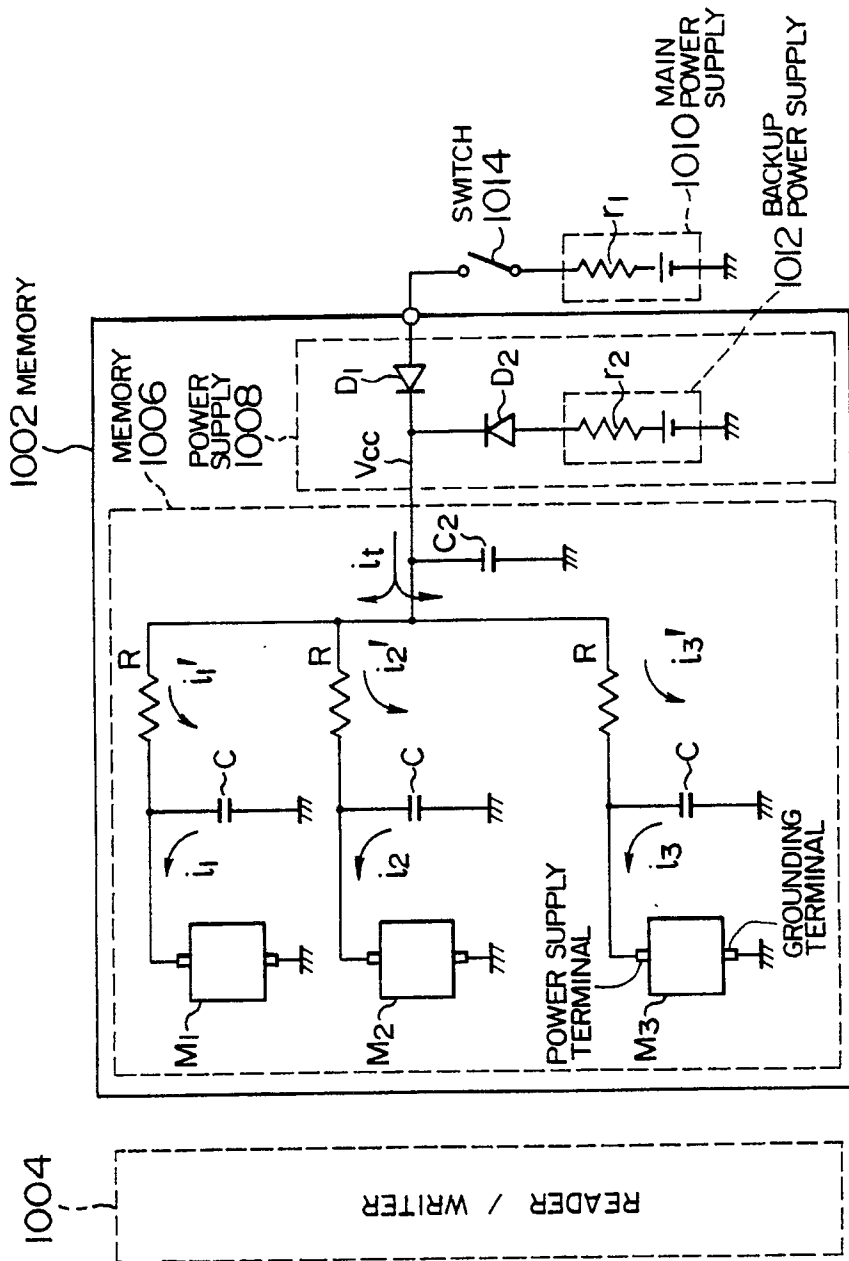 1002 MEMORY
MEMORY
1006
POWER
SUPPLY
1008
D1
D2
Vcc
r2
SWITCH
1014
r1
1010 MAIN
POWER
SUPPLY
1012 BACKUP
POWER SUPPLY
it
C2
R
i1'
C
i1
M1
R
i2'
C
i2
M2
R
i3'
C
i3
M3
POWER SUPPLY
TERMINAL
GROUNDING
TERMINAL
1004
READER / WRITER